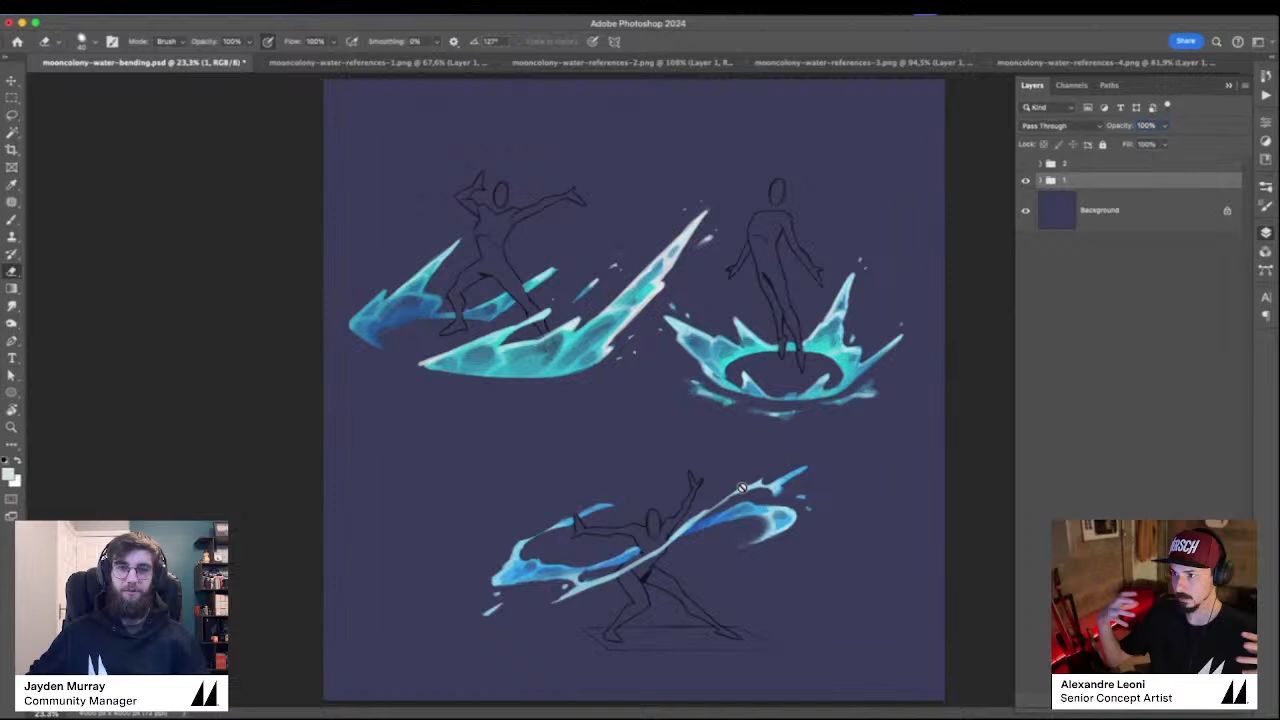 Adobe Photoshop 2024
Mode: Brush Opacity: 100% Flow: 100% Smoothing: 0% 127° Share
40
mooncolony-water-bending.psd @ 23,3% (1, RGB/8) *
mooncolony-water-references-1.png @ 67,6% (Layer 1, ...
mooncolony-water-references-2.png @ 108% (Layer 1, R...
mooncolony-water-references-3.png @ 94,5% (Layer 1, ...
mooncolony-water-references-4.png @ 81,9% (Layer 1, ...
Layers Channels Paths
Kind
Pass Through Opacity: 100%
Lock: Fill: 100%
2
1
Background
Jayden Murray
Community Manager
Alexandre Leoni
Senior Concept Artist
23,3%